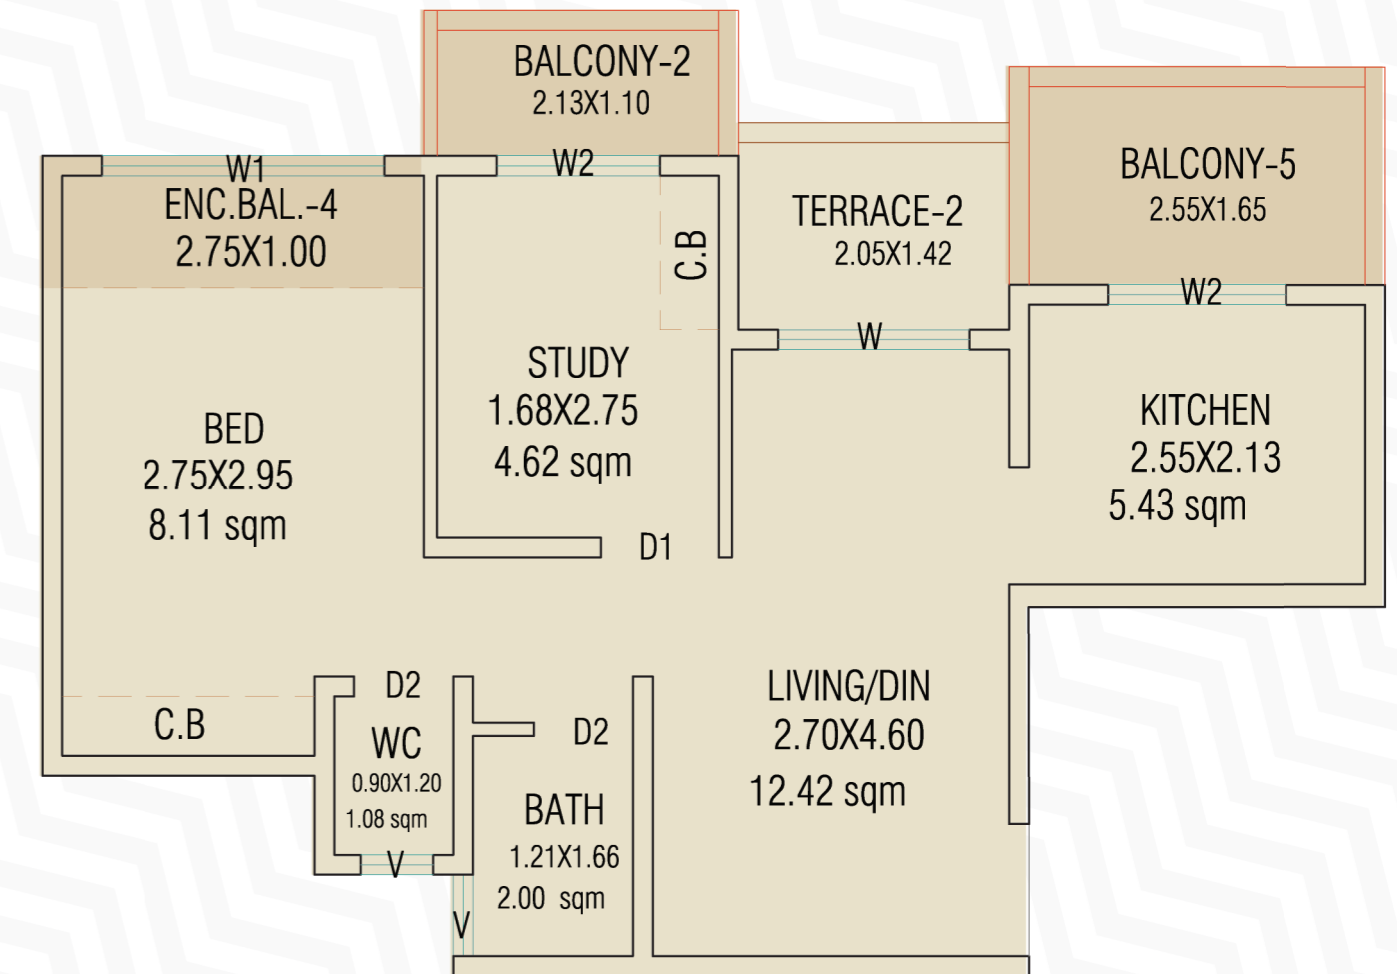 BALCONY-2
2.13X1.10
W1
ENC.BAL.-4
2.75X1.00
W2
C.B
TERRACE-2
2.05X1.42
BALCONY-5
2.55X1.65
W2
W
STUDY
1.68X2.75
4.62 sqm
BED
2.75X2.95
8.11 sqm
KITCHEN
2.55X2.13
5.43 sqm
D1
D2
C.B
WC
0.90X1.20
1.08 sqm
V
D2
BATH
1.21X1.66
2.00 sqm
V
LIVING/DIN
2.70X4.60
12.42 sqm